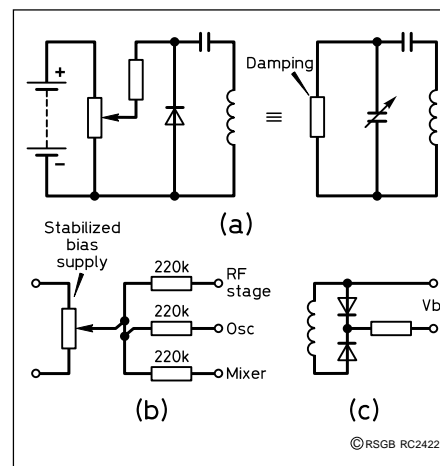 +
−
Damping
≡
(a)
Stabilized
bias
supply
220k
RF
stage
220k
Osc
220k
Mixer
Vb
(b)
(c)
© RSGB RC2422